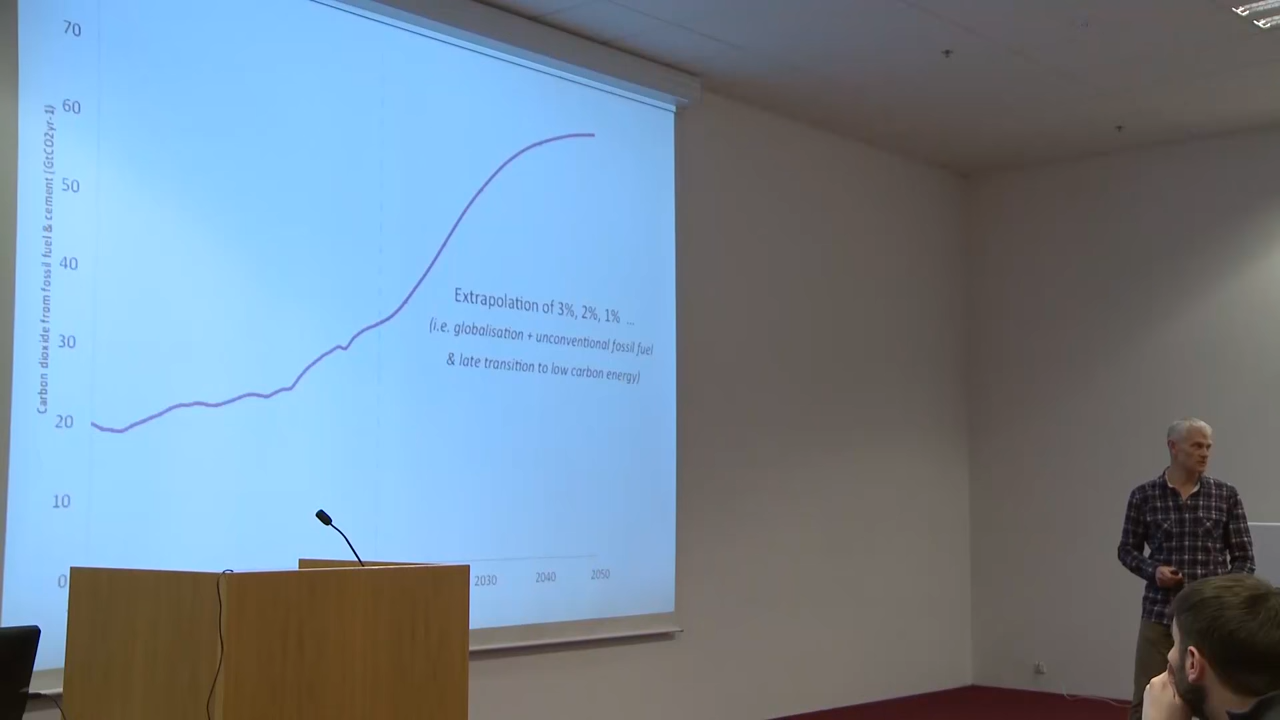 70
60
50
40
30
20
10
0
Carbon dioxide from fossil fuel & cement (GtCO2yr-1)
Extrapolation of 3%, 2%, 1% ...
(i.e. globalisation + unconventional fossil fuel
& late transition to low carbon energy)
2030 2040 2050